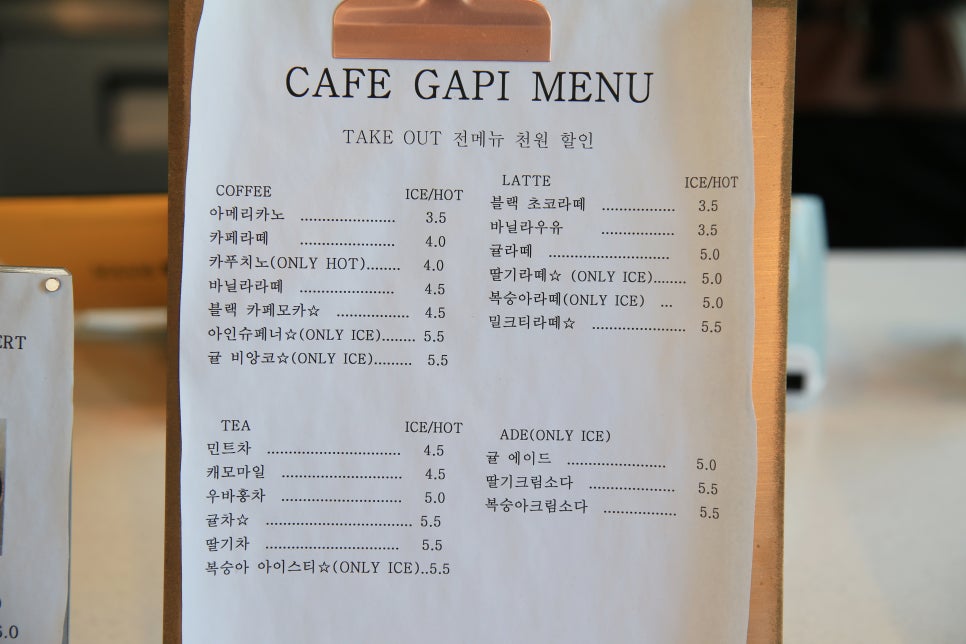 CAFE GAPI MENU
TAKE OUT 전메뉴 천원 할인
COFFEE ICE/HOT
아메리카노 ........................ 3.5
카페라떼 ........................ 4.0
카푸치노(ONLY HOT)........ 4.0
바닐라라떼 ........................ 4.5
블랙 카페모카☆ ................ 4.5
아인슈페너☆(ONLY ICE)........ 5.5
귤 비앙코☆(ONLY ICE)......... 5.5
LATTE ICE/HOT
블랙 초코라떼 .................. 3.5
바닐라우유 .................. 3.5
귤라떼 .............................. 5.0
딸기라떼☆ (ONLY ICE)........ 5.0
복숭아라떼(ONLY ICE) ... 5.0
밀크티라떼☆ ....................... 5.5
TEA ICE/HOT
민트차 ................................. 4.5
캐모마일 .............................. 4.5
우바홍차 .............................. 5.0
귤차☆ .................................... 5.5
딸기차 ................................. 5.5
복숭아 아이스티☆(ONLY ICE)..5.5
ADE(ONLY ICE)
귤 에이드 ........................ 5.0
딸기크림소다 ..................... 5.5
복숭아크림소다 .................. 5.5
ERT
5.0